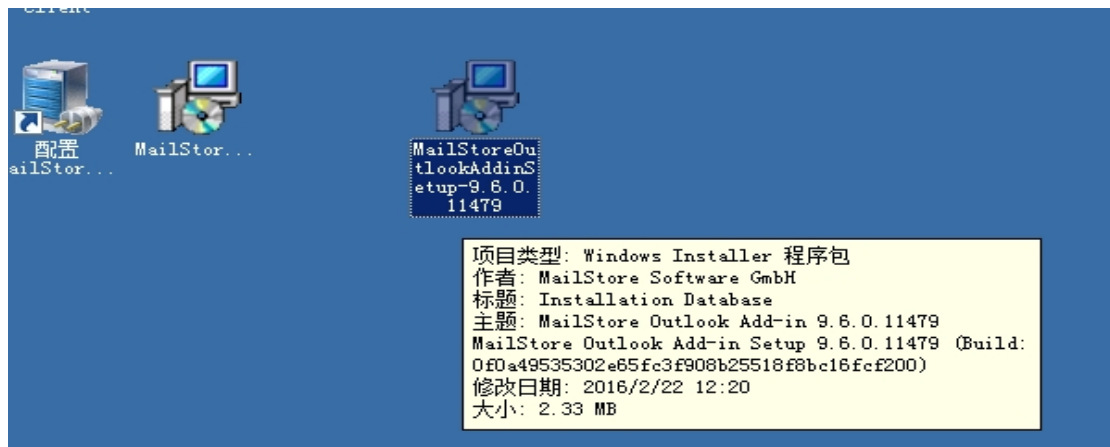 Client
配置
ailStor...
MailStor...
MailStoreOu
tlookAddinS
etup-9.6.0.
11479
项目类型: Windows Installer 程序包
作者: MailStore Software GmbH
标题: Installation Database
主题: MailStore Outlook Add-in 9.6.0.11479
MailStore Outlook Add-in Setup 9.6.0.11479 (Build:
0f0a49535302e65fc3f908b25518f8bc16fcf200)
修改日期: 2016/2/22 12:20
大小: 2.33 MB